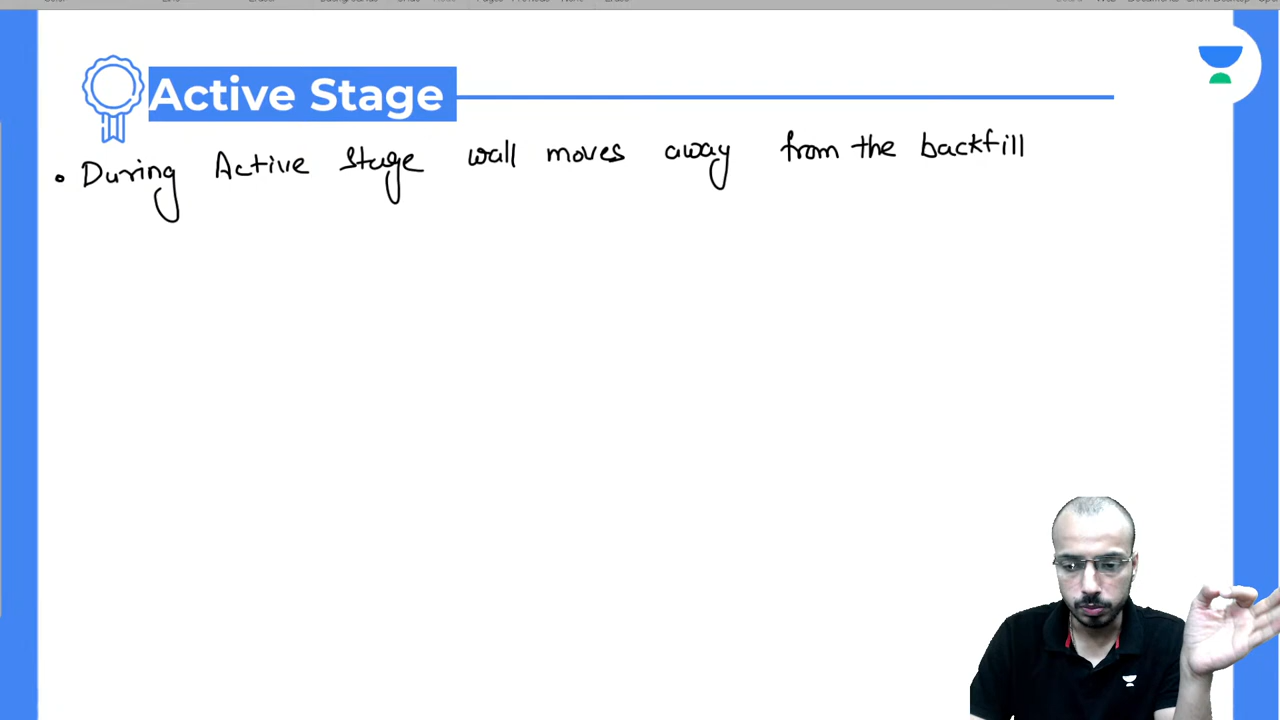 Active Stage
• During Active stage wall moves away from the backfill